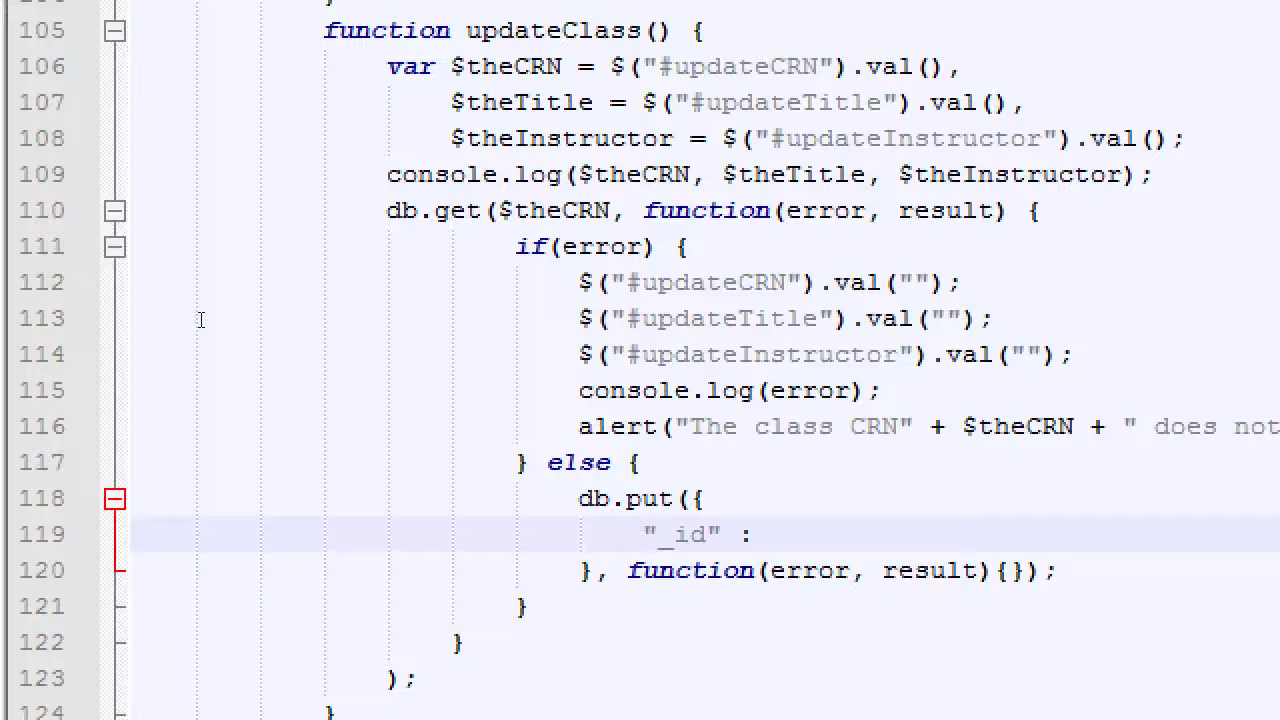 105 function updateClass() {
106 var $theCRN = $("#updateCRN").val(),
107 $theTitle = $("#updateTitle").val(),
108 $theInstructor = $("#updateInstructor").val();
109 console.log($theCRN, $theTitle, $theInstructor);
110 db.get($theCRN, function(error, result) {
111 if(error) {
112 $("#updateCRN").val("");
113 $("#updateTitle").val("");
114 $("#updateInstructor").val("");
115 console.log(error);
116 alert("The class CRN" + $theCRN + " does not
117 } else {
118 db.put({
119 "_id" :
120 }, function(error, result){});
121 }
122 }
123 );
124 }